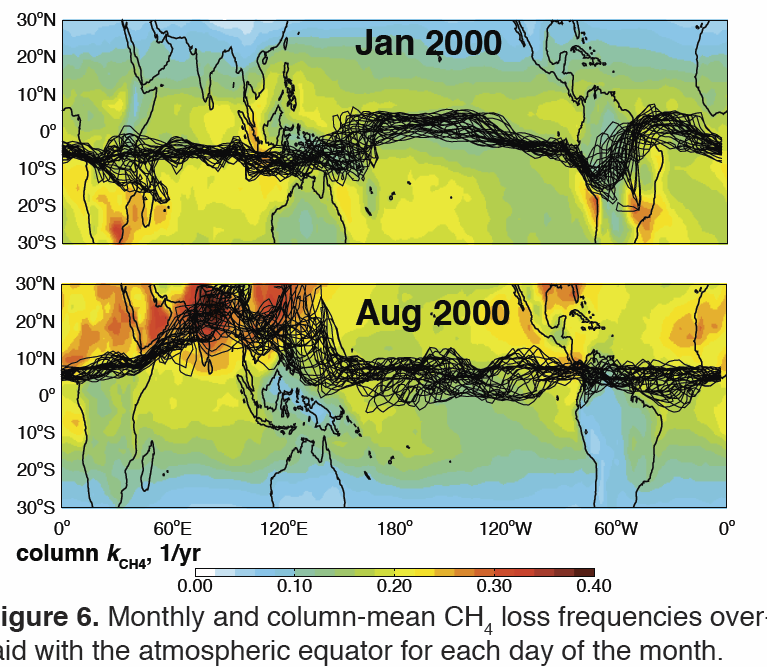 30°N
Jan 2000
20°N
10°N
0°
10°S
20°S
30°S
30°N
Aug 2000
20°N
10°N
0°
10°S
20°S
30°S
0° 60°E 120°E 180° 120°W 60°W 0°
column kCH4, 1/yr
0.00 0.10 0.20 0.30 0.40
igure 6. Monthly and column-mean CH4 loss frequencies over-
aid with the atmospheric equator for each day of the month.